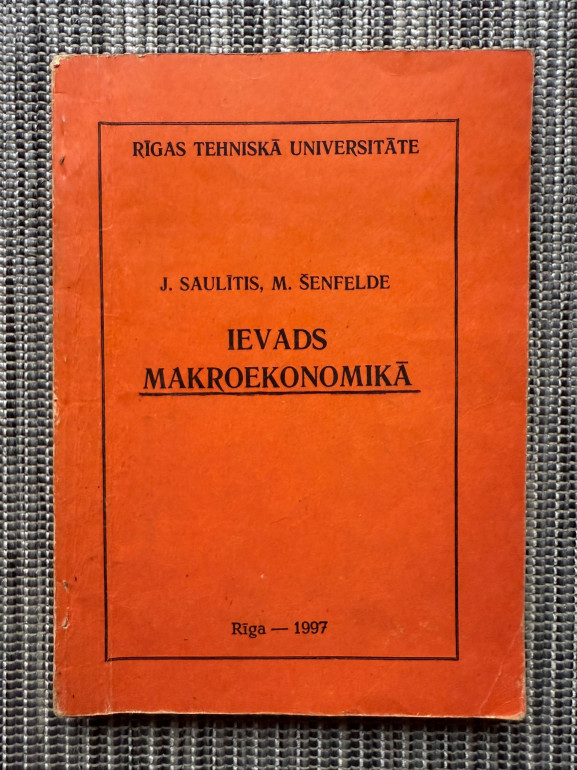 RĪGAS TEHNISKĀ UNIVERSITĀTE
J. SAULĪTIS, M. ŠENFELDE
IEVADS
MAKROEKONOMIKĀ
Rīga — 1997